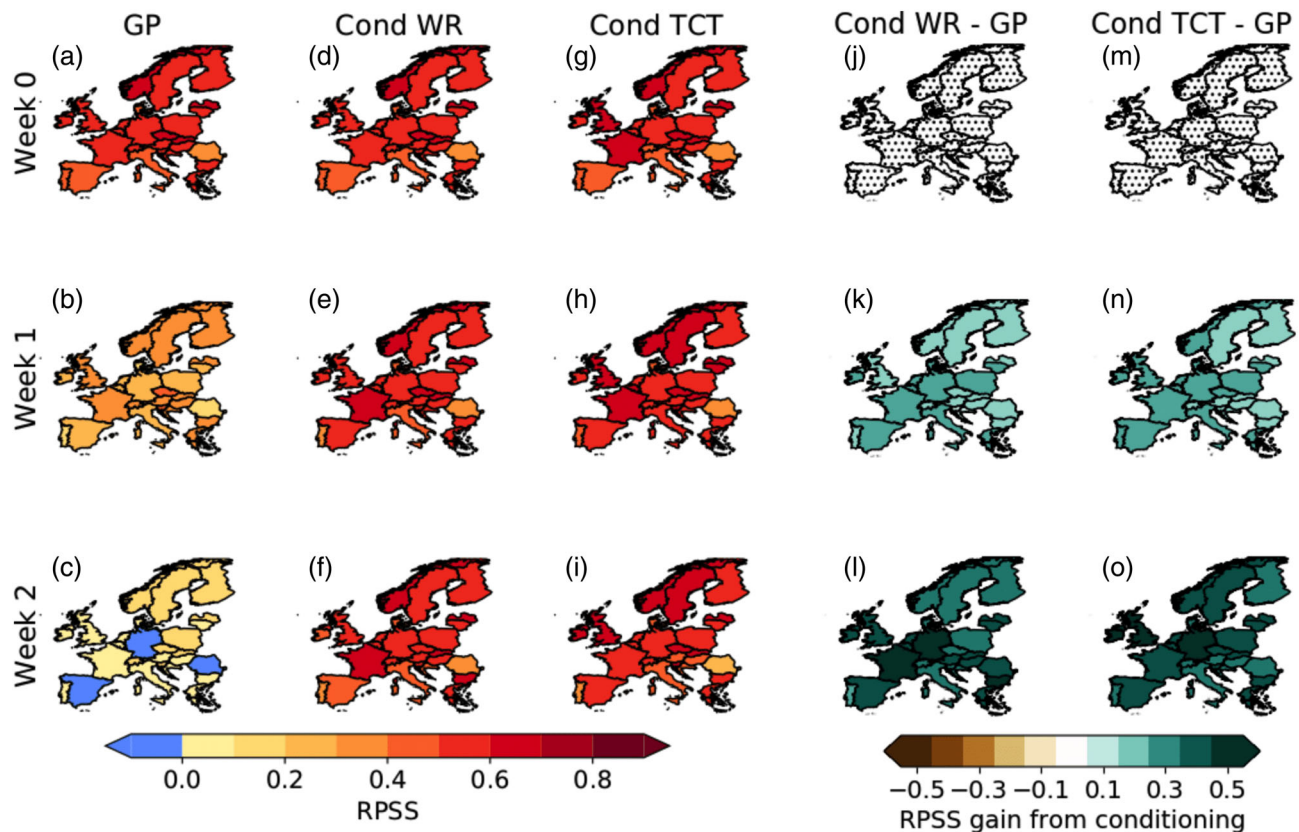 GP Cond WR Cond TCT Cond WR - GP Cond TCT - GP
Week 0
(a) (d) (g) (j) (m)
Week 1
(b) (e) (h) (k) (n)
Week 2
(c) (f) (i) (l) (o)
0.0 0.2 0.4 0.6 0.8
RPSS
−0.5 −0.3 −0.1 0.1 0.3 0.5
RPSS gain from conditioning